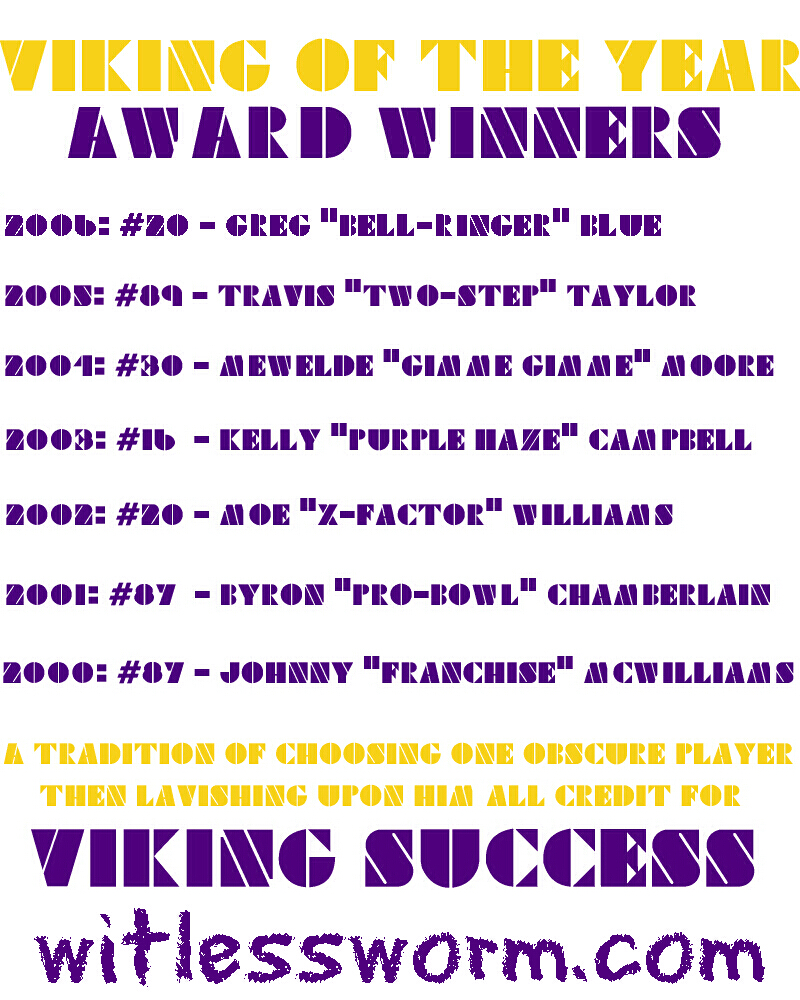 VIKING OF THE YEAR
AWARD WINNERS
2006: #20 - GREG "BELL-RINGER" BLUE
2005: #89 - TRAVIS "TWO-STEP" TAYLOR
2004: #30 - MEWELDE "GIMME GIMME" MOORE
2003: #16 - KELLY "PURPLE HAZE" CAMPBELL
2002: #20 - MOE "X-FACTOR" WILLIAMS
2001: #87 - BYRON "PRO-BOWL" CHAMBERLAIN
2000: #87 - JOHNNY "FRANCHISE" MCWILLIAMS
A TRADITION OF CHOOSING ONE OBSCURE PLAYER
THEN LAVISHING UPON HIM ALL CREDIT FOR
VIKING SUCCESS
witlessworm.com